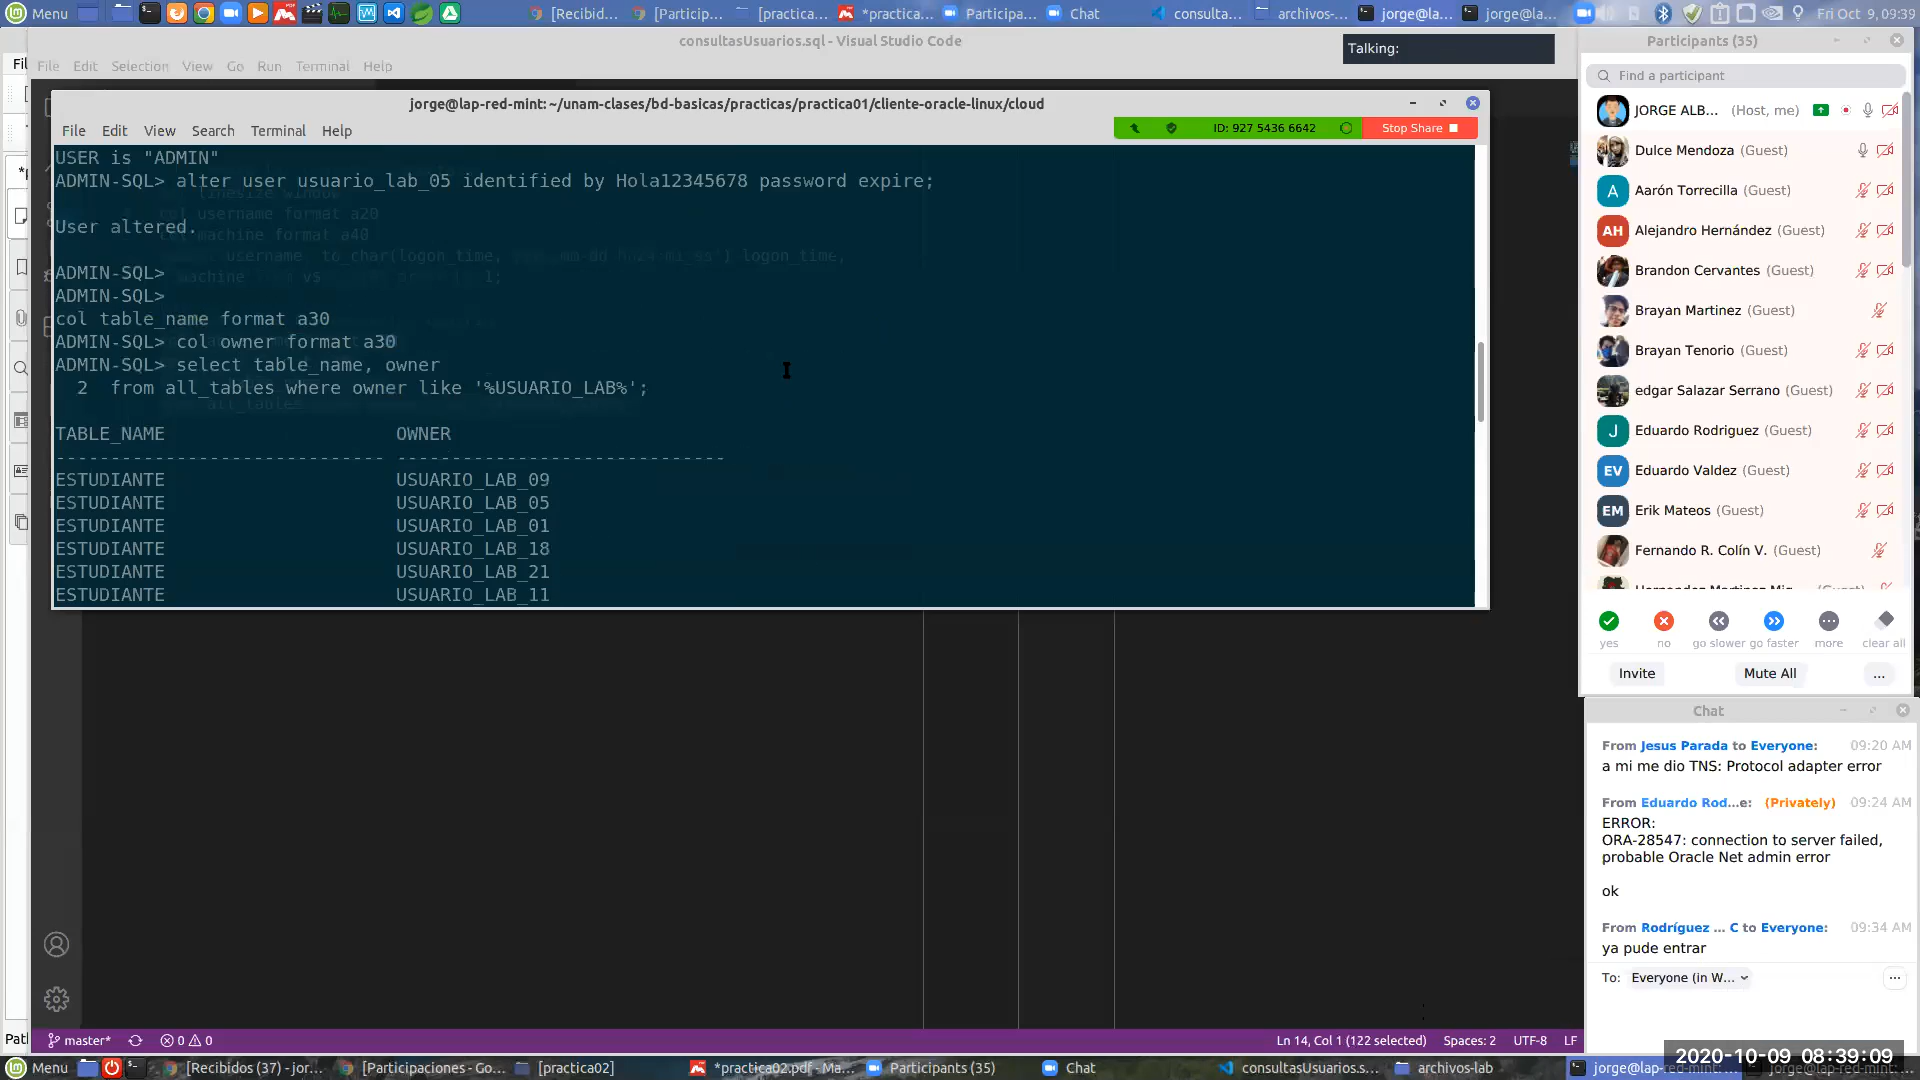 Menu
[Recibid...
[Particip...
[practica...
*practica...
Participa...
Chat
consulta...
archivos-...
jorge@la...
jorge@la...
Fri Oct 9, 09:39
consultasUsuarios.sql - Visual Studio Code
File Edit Selection View Go Run Terminal Help
Talking:
jorge@lap-red-mint: ~/unam-clases/bd-basicas/practicas/practica01/cliente-oracle-linux/cloud
File Edit View Search Terminal Help
ID: 927 5436 6642
Stop Share
USER is "ADMIN"
ADMIN-SQL> alter user usuario_lab_05 identified by Hola12345678 password expire;
User altered.
ADMIN-SQL>
ADMIN-SQL>
col table_name format a30
ADMIN-SQL> col owner format a30
ADMIN-SQL> select table_name, owner
2 from all_tables where owner like '%USUARIO_LAB%';
TABLE_NAME OWNER
------------------------------ ------------------------------
ESTUDIANTE USUARIO_LAB_09
ESTUDIANTE USUARIO_LAB_05
ESTUDIANTE USUARIO_LAB_01
ESTUDIANTE USUARIO_LAB_18
ESTUDIANTE USUARIO_LAB_21
ESTUDIANTE USUARIO_LAB_11
Participants (35)
Find a participant
JORGE ALB... (Host, me)
Dulce Mendoza (Guest)
A Aarón Torrecilla (Guest)
AH Alejandro Hernández (Guest)
Brandon Cervantes (Guest)
Brayan Martinez (Guest)
Brayan Tenorio (Guest)
edgar Salazar Serrano (Guest)
J Eduardo Rodriguez (Guest)
EV Eduardo Valdez (Guest)
EM Erik Mateos (Guest)
Fernando R. Colín V. (Guest)
yes no go slower go faster more clear all
Invite Mute All ...
Chat
From Jesus Parada to Everyone: 09:20 AM
a mi me dio TNS: Protocol adapter error
From Eduardo Rod...e: (Privately) 09:24 AM
ERROR:
ORA-28547: connection to server failed,
probable Oracle Net admin error
ok
From Rodríguez ... C to Everyone: 09:34 AM
ya pude entrar
To: Everyone (in W...
master* 0 0
Ln 14, Col 1 (122 selected) Spaces: 2 UTF-8 LF
Menu
[Recibidos (37) - jor...
[Participaciones - Go...
[practica02]
*practica02.pdf - Ma...
Participants (35)
Chat
consultasUsuarios.s...
archivos-lab
jorge@lap-red-mint: ...
2020-10-09 08:39:09